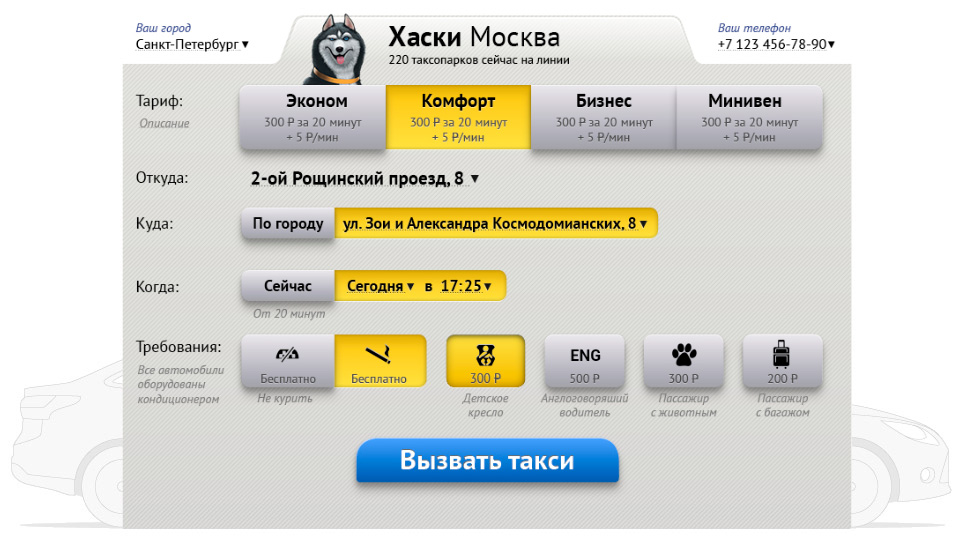 Ваш город
Санкт-Петербург ▾
Хаски Москва
220 таксопарков сейчас на линии
Ваш телефон
+7 123 456-78-90 ▾
Тариф:
Описание
Эконом
300 Р за 20 минут
+ 5 Р/мин
Комфорт
300 Р за 20 минут
+ 5 Р/мин
Бизнес
300 Р за 20 минут
+ 5 Р/мин
Минивен
300 Р за 20 минут
+ 5 Р/мин
Откуда:
2-ой Рощинский проезд, 8 ▾
Куда:
По городу
ул. Зои и Александра Космодомианских, 8 ▾
Когда:
Сейчас
Сегодня ▾ в 17:25 ▾
От 20 минут
Требования:
Все автомобили
оборудованы
кондиционером
Бесплатно
Не курить
Бесплатно
300 Р
Детское
кресло
ENG
500 Р
Англоговоряший
водитель
300 Р
Пассажир
с животным
200 Р
Пассажир
с багажом
Вызвать такси